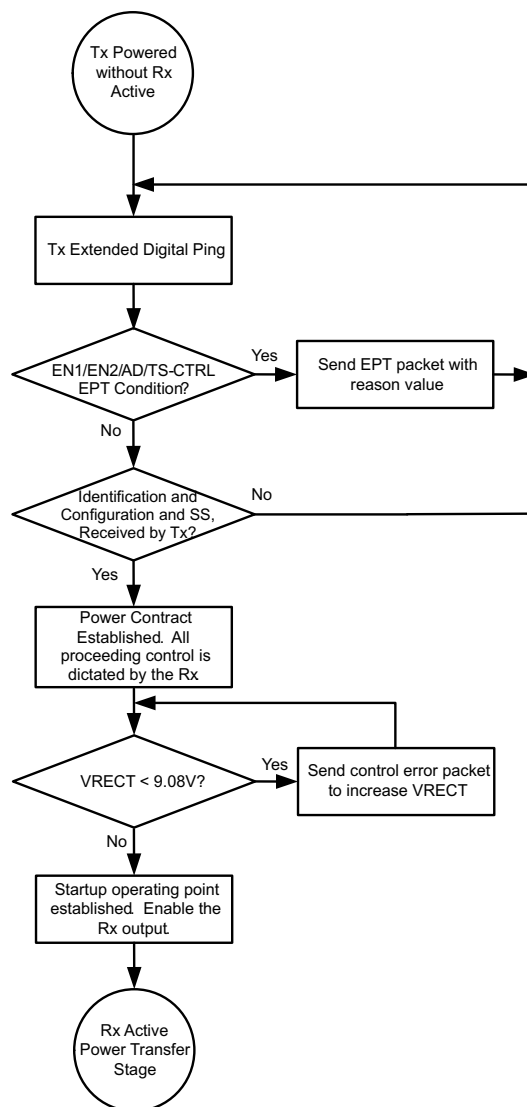 Tx Powered
without Rx
Active
Tx Extended Digital Ping
EN1/EN2/AD/TS-CTRL
EPT Condition?
Yes
Send EPT packet with
reason value
No
Identification and
Configuration and SS,
Received by Tx?
No
Yes
Power Contract
Established. All
proceeding control is
dictated by the Rx
VRECT < 9.08V?
Yes
Send control error packet
to increase VRECT
No
Startup operating point
established. Enable the
Rx output.
Rx Active
Power Transfer
Stage